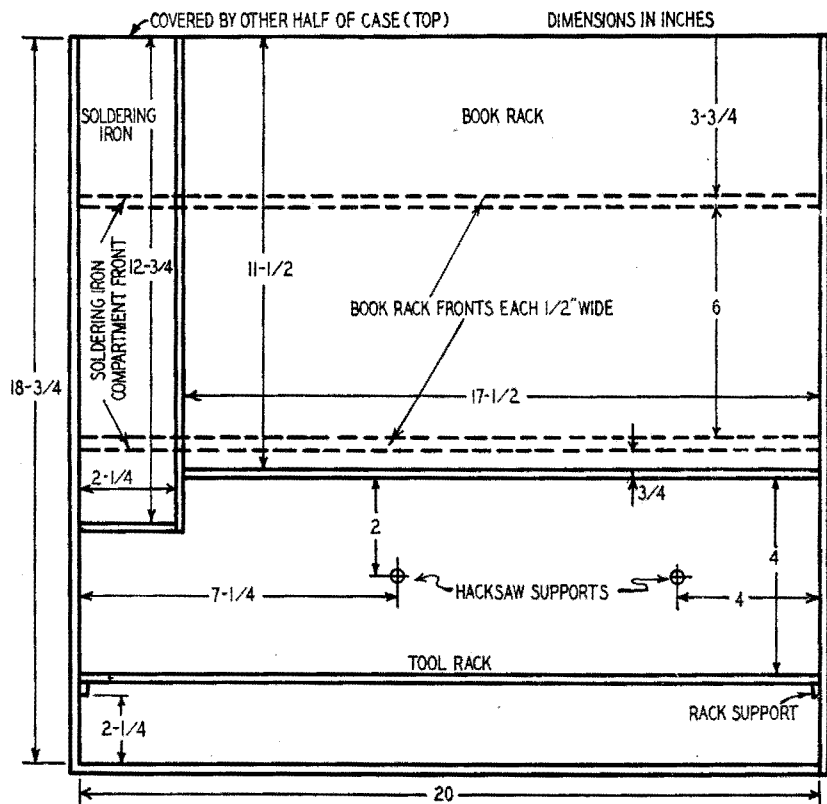 COVERED BY OTHER HALF OF CASE (TOP)
DIMENSIONS IN INCHES
SOLDERING
IRON
BOOK RACK
3-3/4
SOLDERING IRON
COMPARTMENT FRONT
12-3/4
11-1/2
BOOK RACK FRONTS EACH 1/2" WIDE
6
18-3/4
17-1/2
2-1/4
3/4
2
4
HACKSAW SUPPORTS
7-1/4
4
TOOL RACK
2-1/4
RACK SUPPORT
20